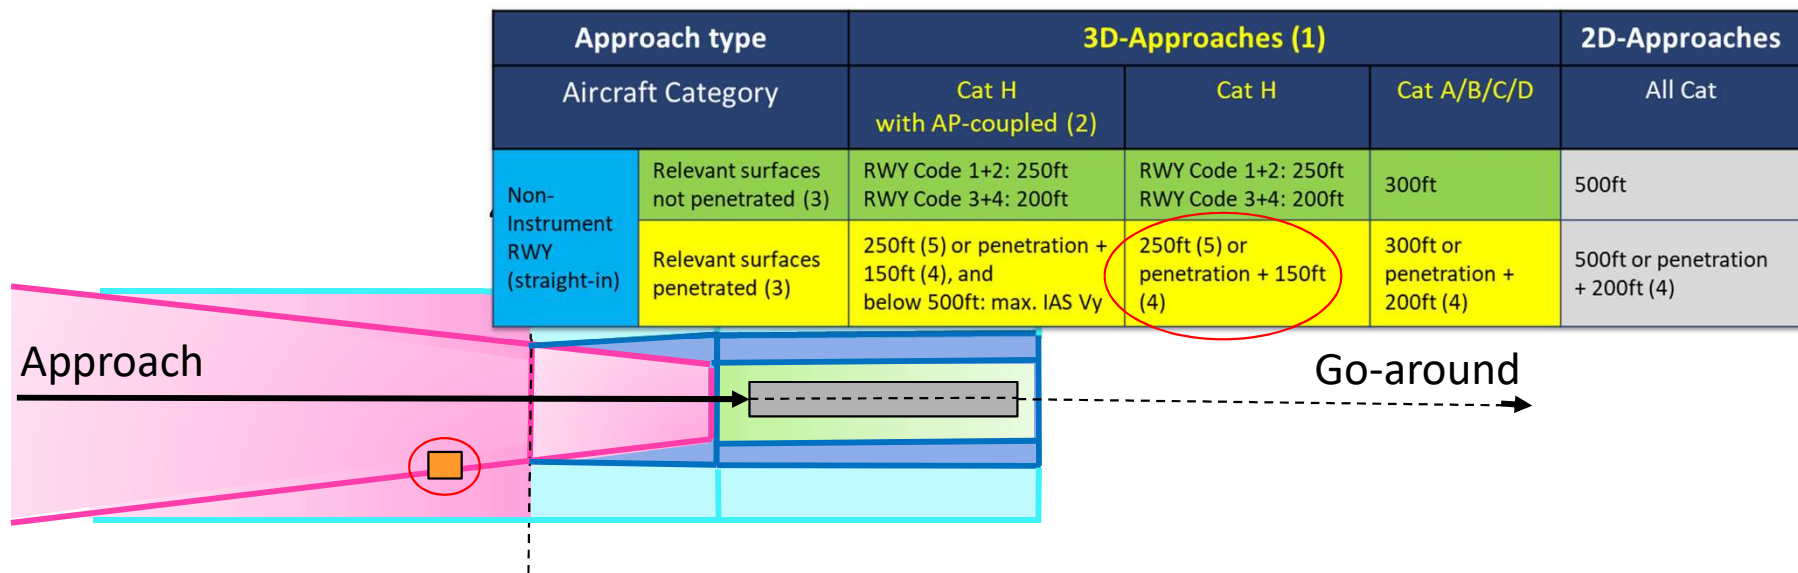 Approach type
3D-Approaches (1)
2D-Approaches
Aircraft Category
Cat H
with AP-coupled (2)
Cat H
Cat A/B/C/D
All Cat
Non-
Instrument
RWY
(straight-in)
Relevant surfaces
not penetrated (3)
RWY Code 1+2: 250ft
RWY Code 3+4: 200ft
RWY Code 1+2: 250ft
RWY Code 3+4: 200ft
300ft
500ft
Relevant surfaces
penetrated (3)
250ft (5) or penetration +
150ft (4), and
below 500ft: max. IAS Vy
250ft (5) or
penetration + 150ft
(4)
300ft or
penetration +
200ft (4)
500ft or penetration
+ 200ft (4)
Approach
Go-around